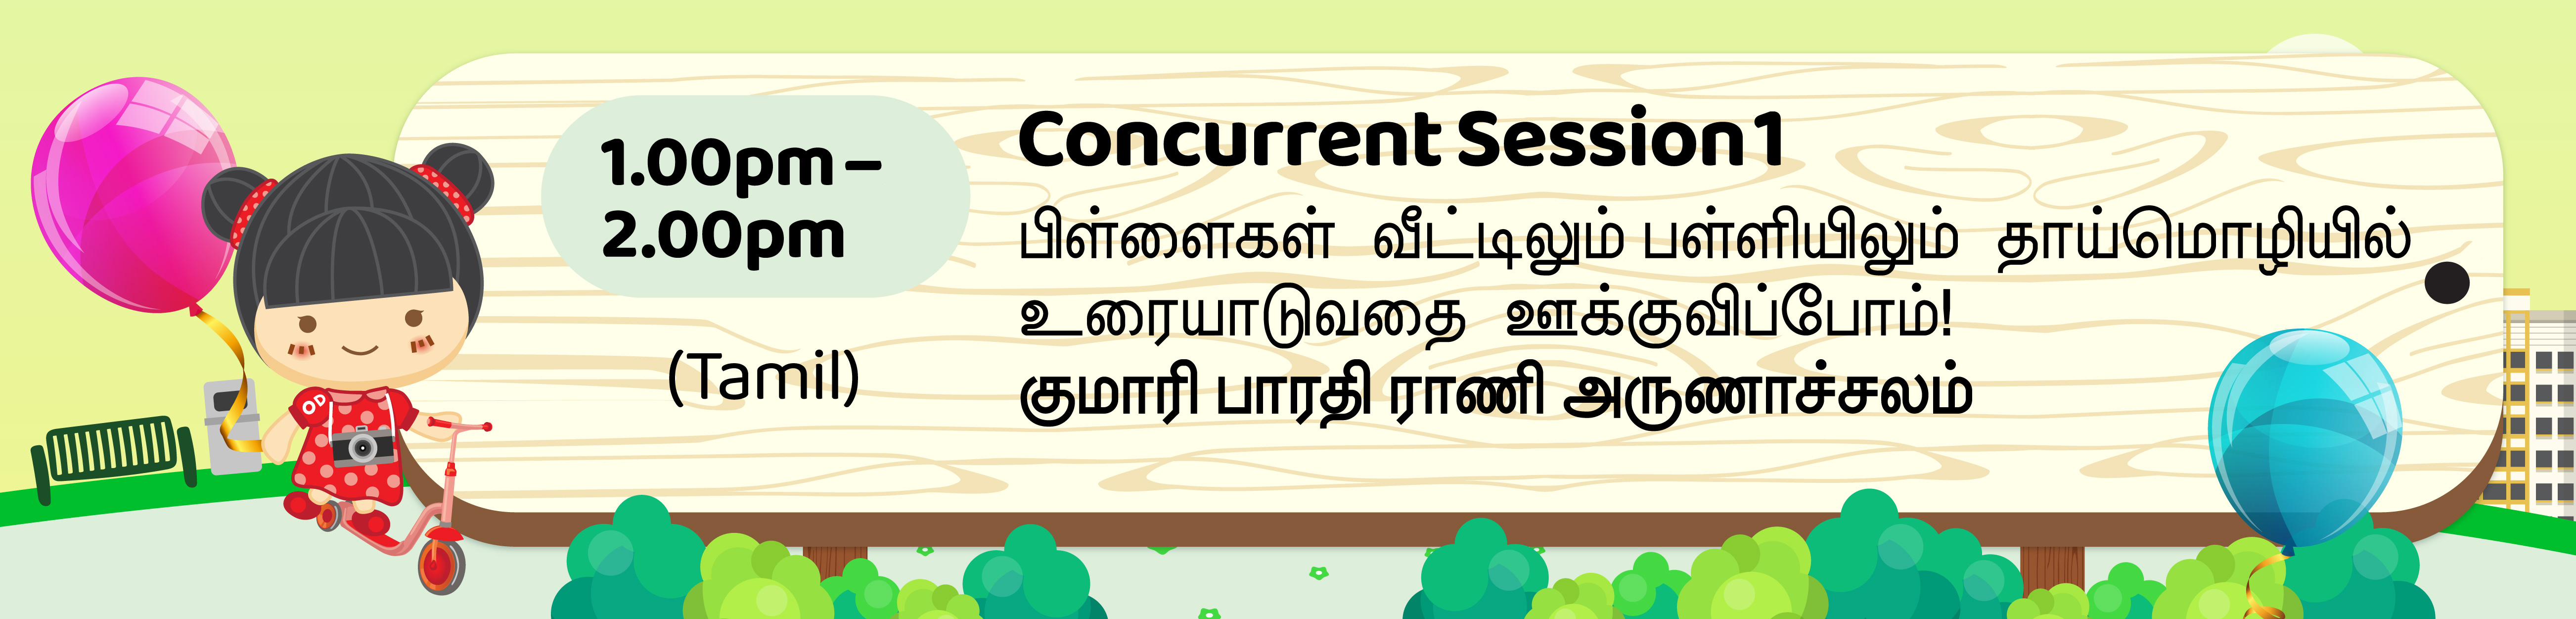 1.00pm –
2.00pm
(Tamil)
Concurrent Session 1
பிள்ளைகள் வீட்டிலும் பள்ளியிலும் தாய்மொழியில்
உரையாடுவதை ஊக்குவிப்போம்!
குமாரி பாரதி ராணி அருணாச்சலம்
OD